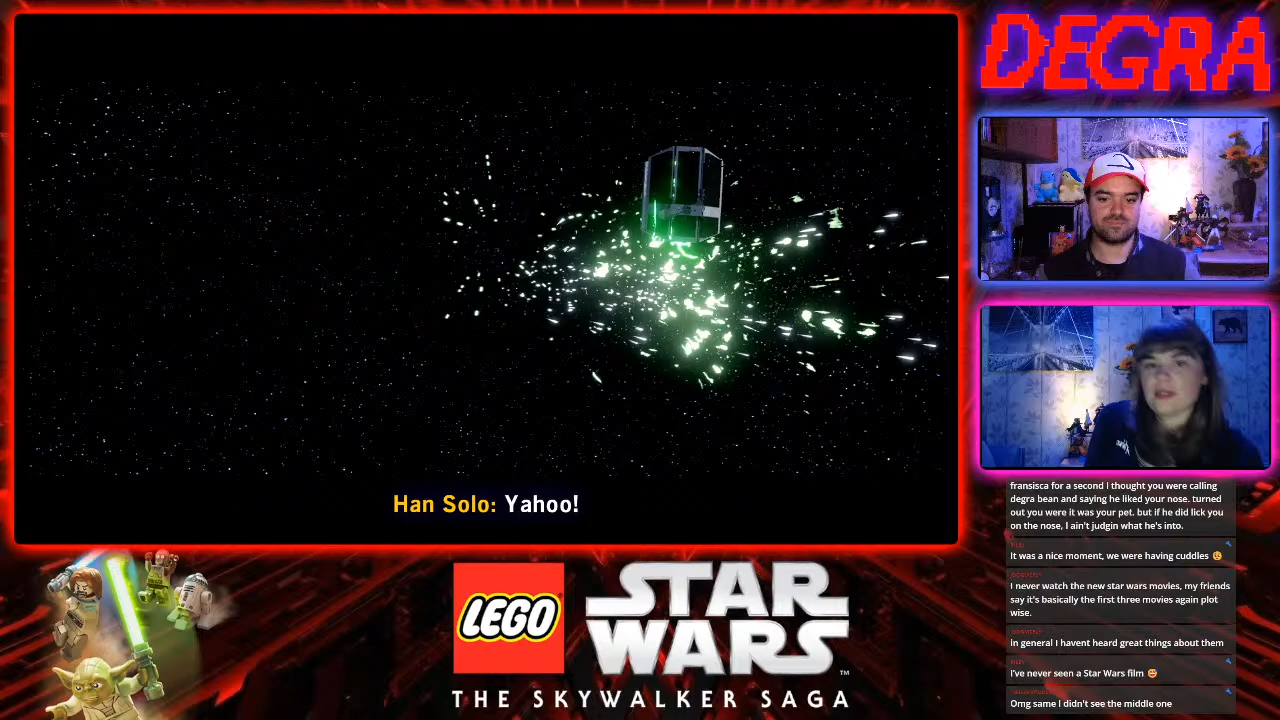 DEGRA
Han Solo: Yahoo!
fransisca for a second I thought you were calling
degra bean and saying he liked your nose. turned
out you were it was your pet. but if he did lick you
on the nose, I ain't judgin what he's into.
It was a nice moment, we were having cuddles
I never watch the new star wars movies, my friends
say it's basically the first three movies again plot
wise.
in general I havent heard great things about them
I've never seen a Star Wars film
Omg same I didn't see the middle one
LEGO
STAR
WARS
THE SKYWALKER SAGA